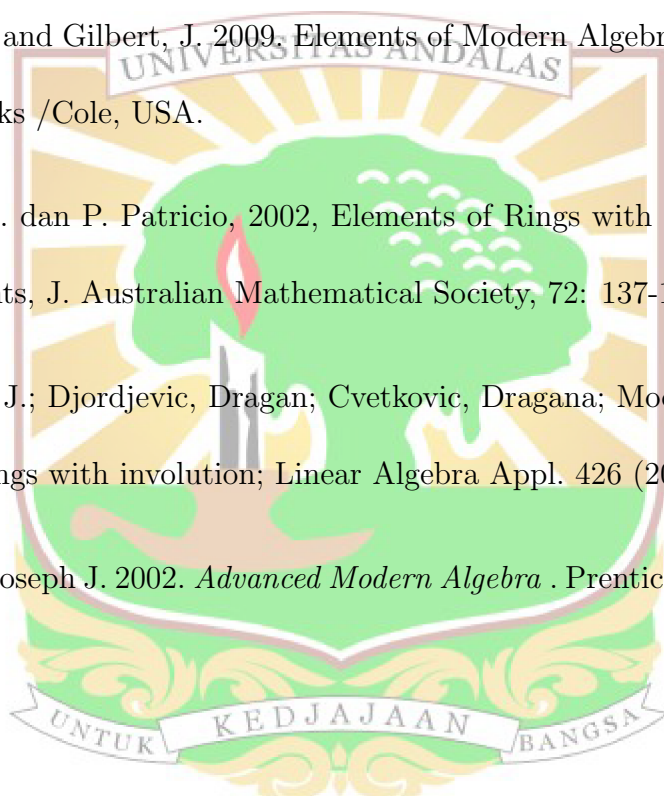 and Gilbert, J. 2009. Elements of Modern Algebr
UNIVERSITAS ANDALAS
ks /Cole, USA.
. dan P. Patricio, 2002, Elements of Rings with
ts, J. Australian Mathematical Society, 72: 137-1
J.; Djordjevic, Dragan; Cvetkovic, Dragana; Moo
ngs with involution; Linear Algebra Appl. 426 (20
oseph J. 2002. Advanced Modern Algebra . Prentic
UNTUK KEDJAJAAN BANGSA